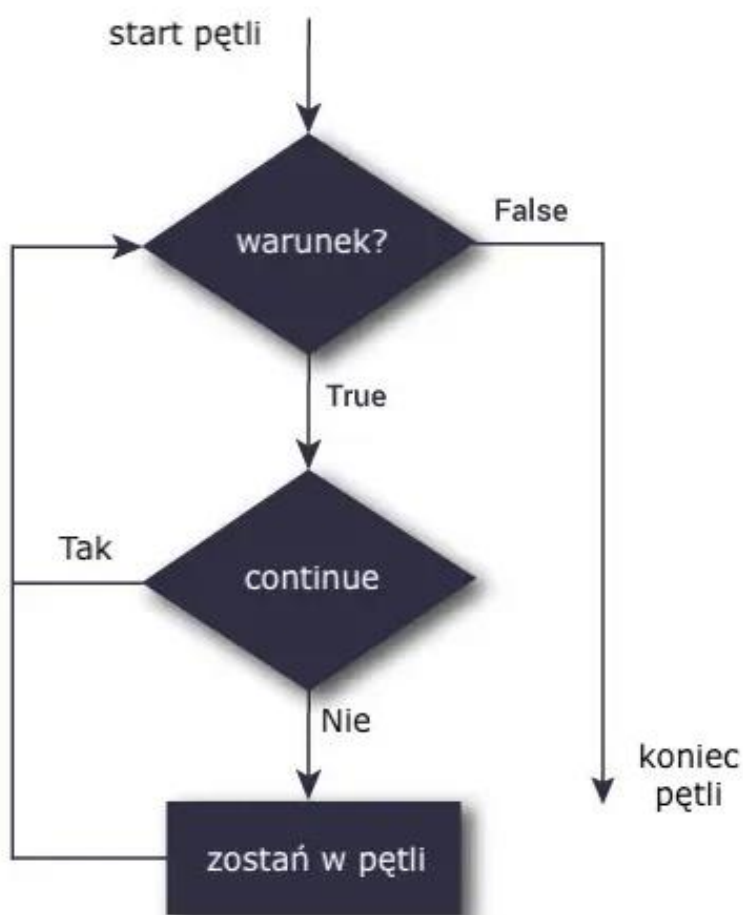 start pętli
warunek?
False
True
Tak
continue
Nie
koniec
pętli
zostań w pętli